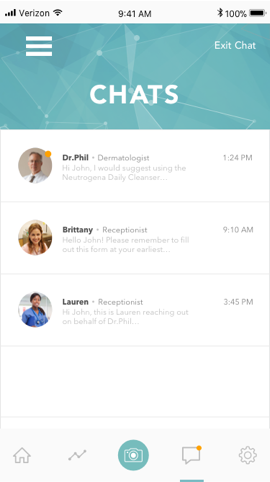 Verizon 9:41 AM 100%
Exit Chat
CHATS
Dr.Phil • Dermatologist 1:24 PM
Hi John, I would suggest using the
Neutrogena Daily Cleanser...
Brittany • Receptionist 9:10 AM
Hello John! Please remember to fill
out this form at your earliest...
Lauren • Receptionist 3:45 PM
Hi John, this is Lauren reaching out
on behalf of Dr.Phil....